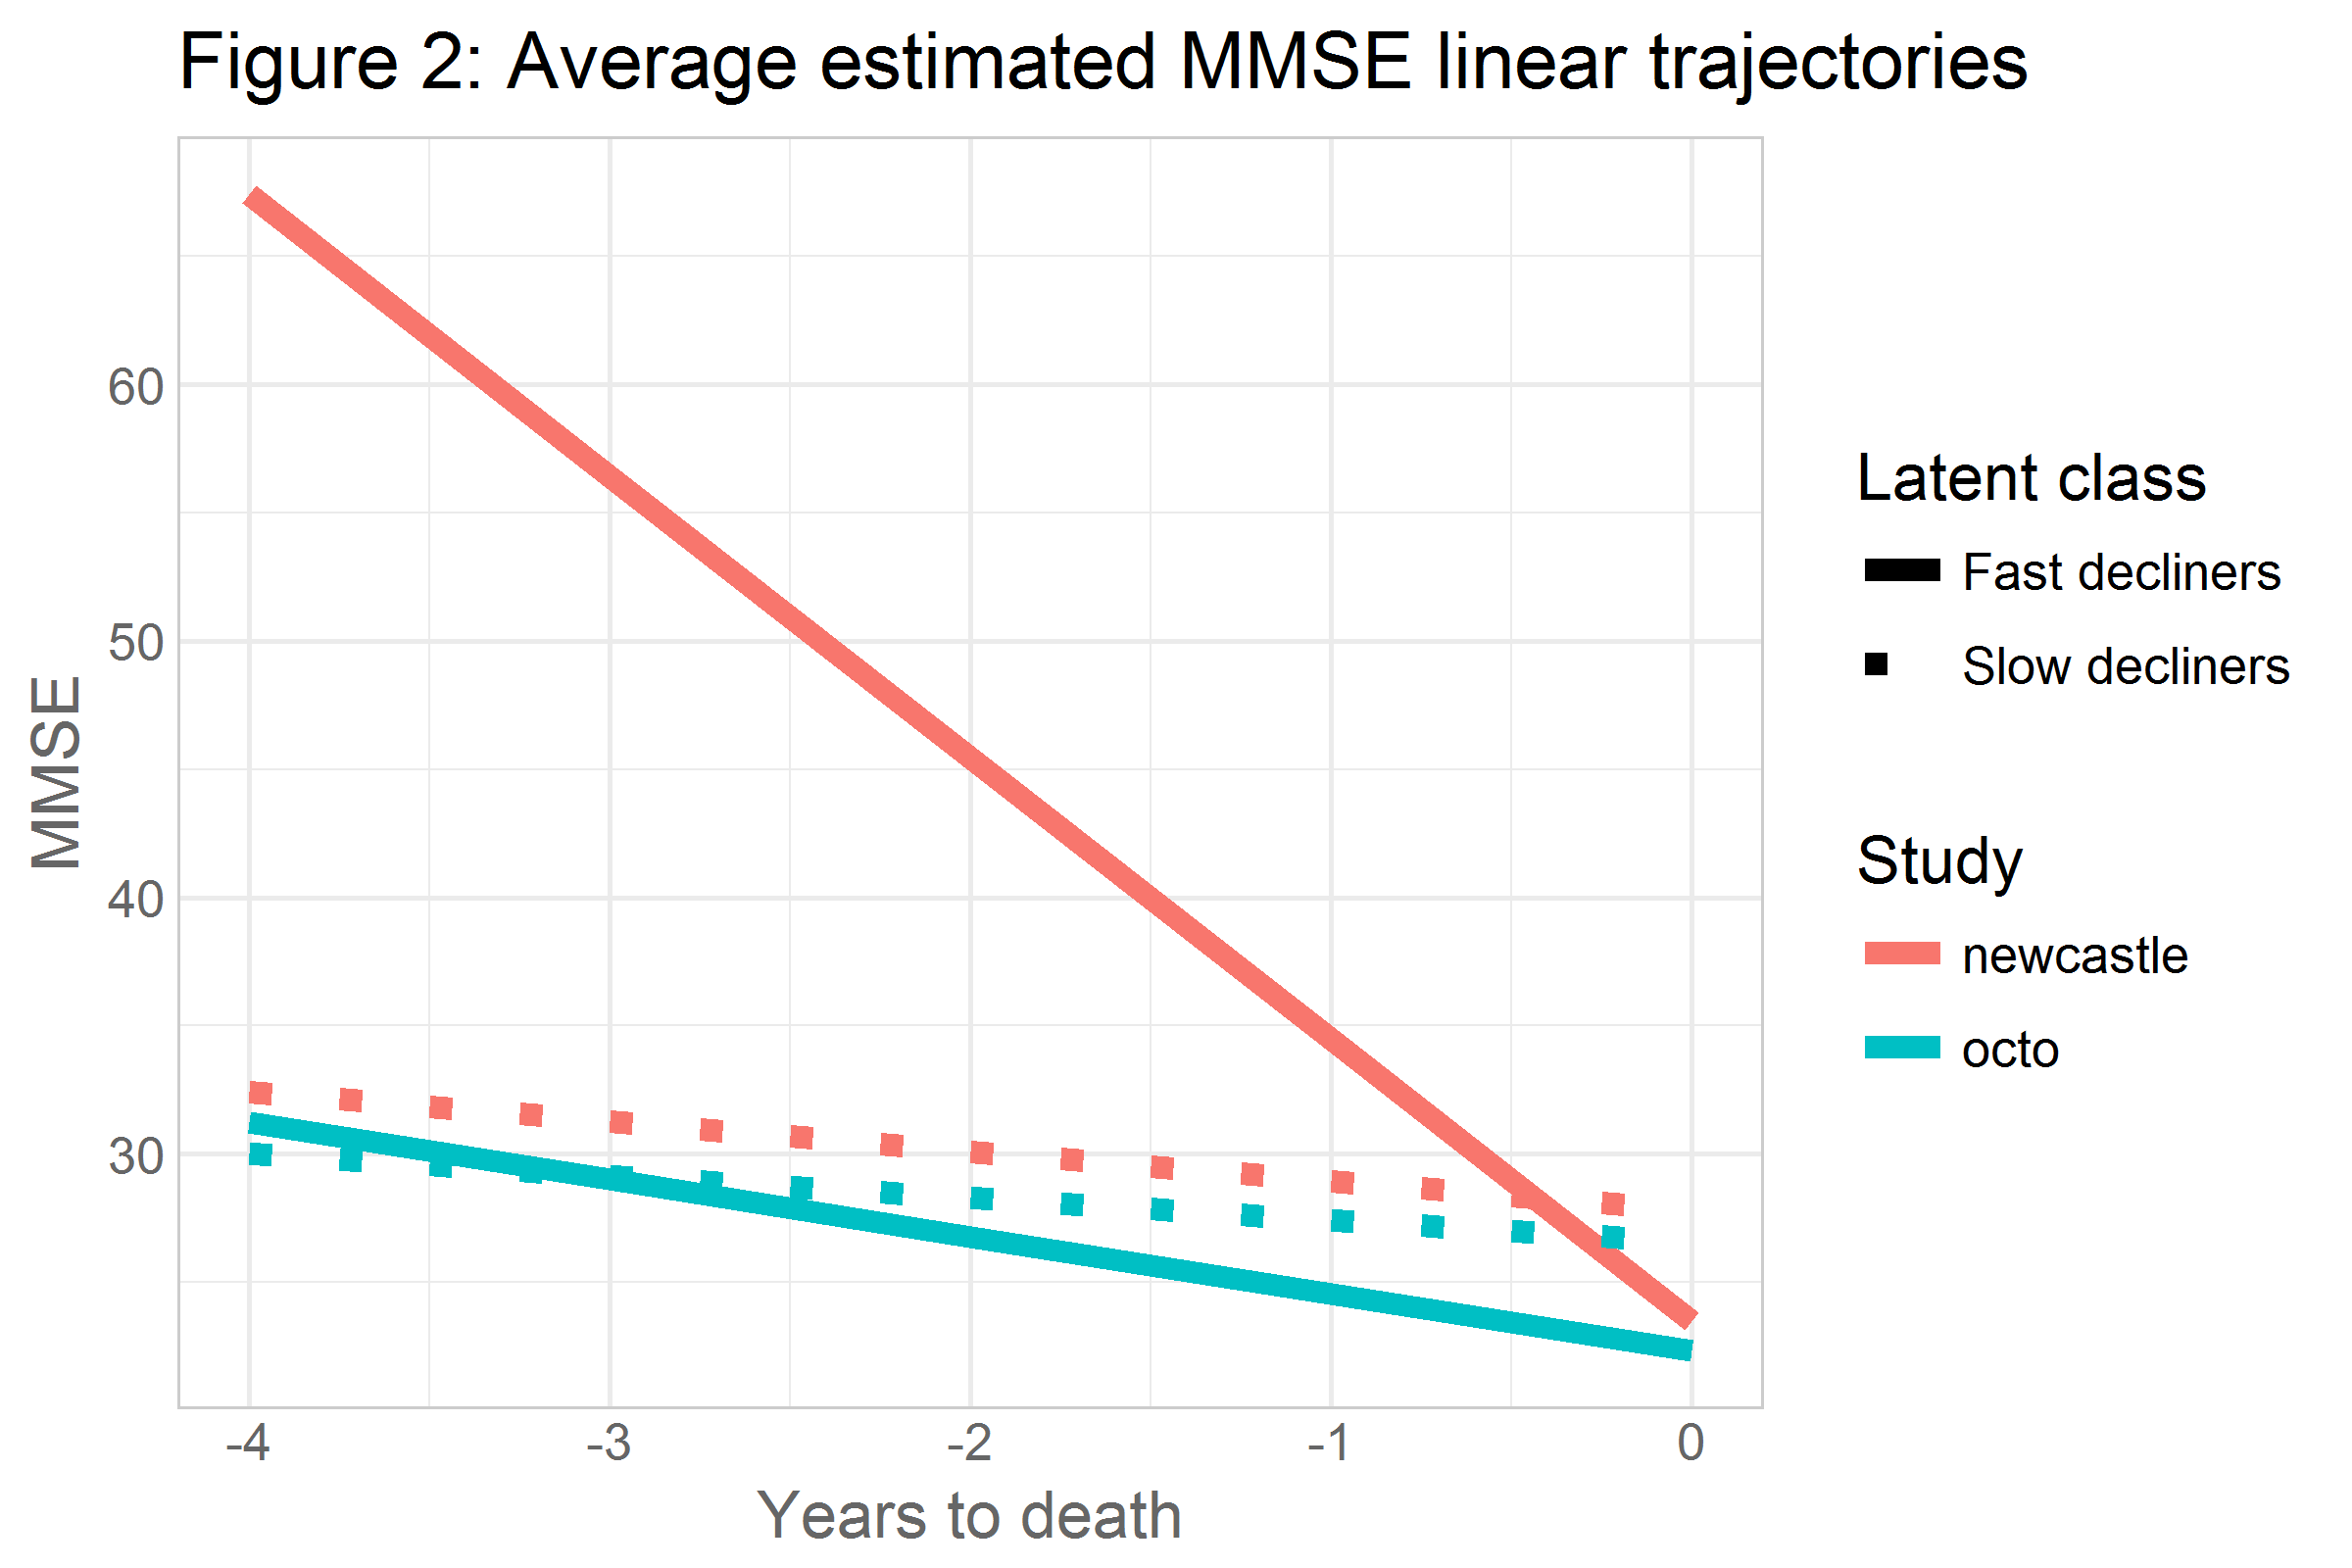 Figure 2: Average estimated MMSE linear trajectories
MMSE
60
50
40
30
-4
-3
-2
-1
0
Years to death
Latent class
Fast decliners
Slow decliners
Study
newcastle
octo